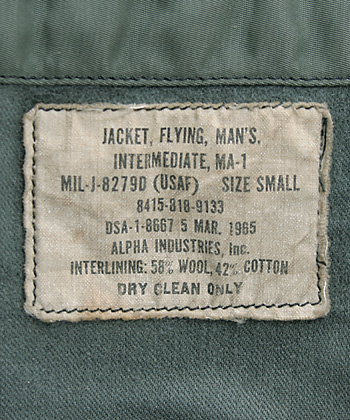 JACKET, FLYING, MAN'S,
INTERMEDIATE, MA-1
MIL-J-8279D (USAF) SIZE SMALL
8415-818-9133
DSA-1-8667 5 MAR. 1965
ALPHA INDUSTRIES, Inc.
INTERLINING: 58% WOOL, 42% COTTON
DRY CLEAN ONLY